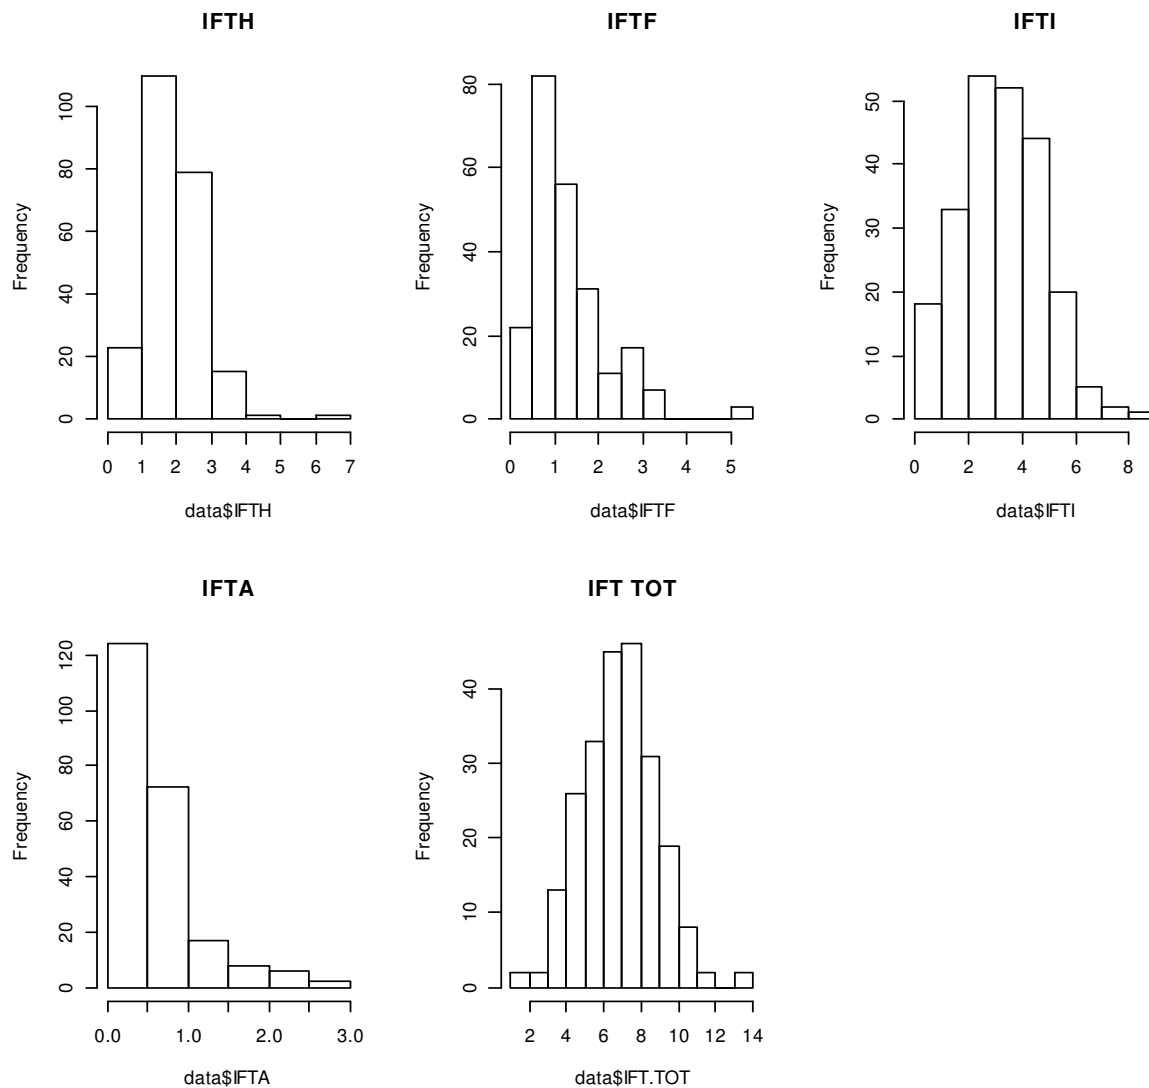 IFTH
Frequency
100
80
60
40
20
0
0 1 2 3 4 5 6 7
data$IFTH
IFTF
Frequency
80
60
40
20
0
0 1 2 3 4 5
data$IFTF
IFTI
Frequency
50
40
30
20
10
0
0 2 4 6 8
data$IFTI
IFTA
Frequency
120
100
80
60
40
20
0
0.0 1.0 2.0 3.0
data$IFTA
IFT TOT
Frequency
40
30
20
10
0
2 4 6 8 10 12 14
data$IFT.TOT